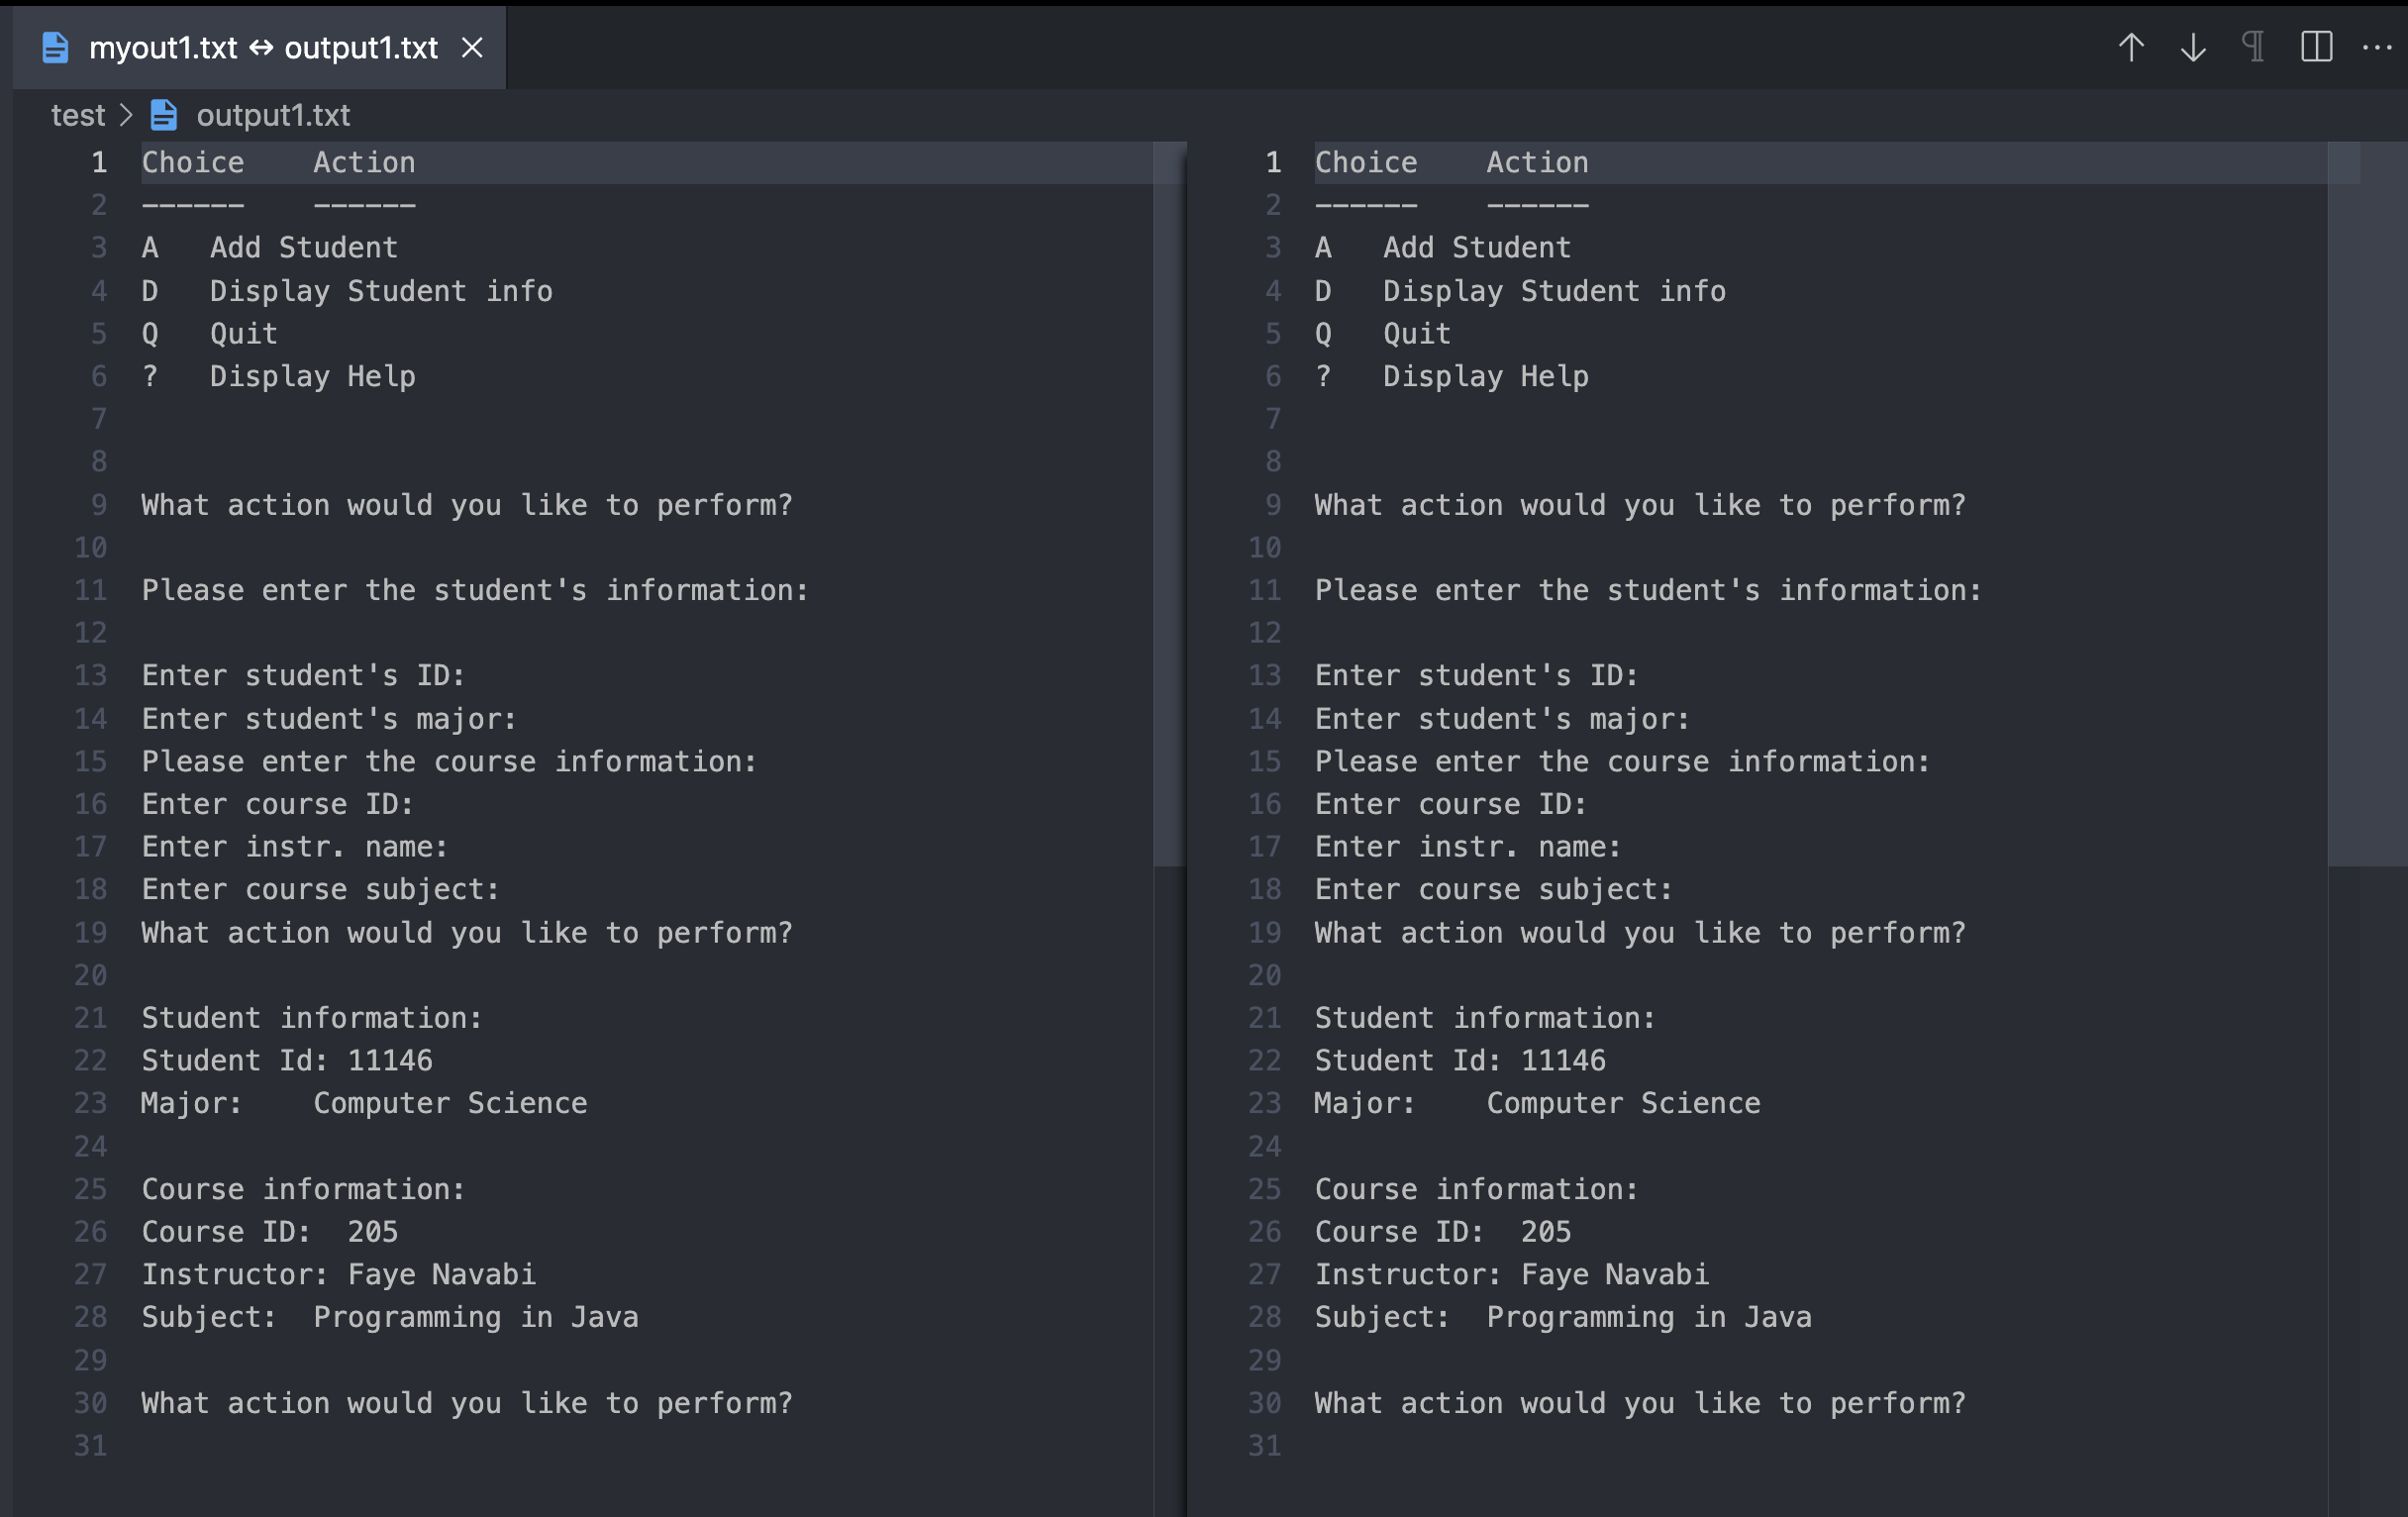 myout1.txt ↔ output1.txt
test > output1.txt
1 Choice    Action
2 ------    ------
3 A   Add Student
4 D   Display Student info
5 Q   Quit
6 ?   Display Help
7
8
9 What action would you like to perform?
10
11 Please enter the student's information:
12
13 Enter student's ID:
14 Enter student's major:
15 Please enter the course information:
16 Enter course ID:
17 Enter instr. name:
18 Enter course subject:
19 What action would you like to perform?
20
21 Student information:
22 Student Id: 11146
23 Major:    Computer Science
24
25 Course information:
26 Course ID:  205
27 Instructor: Faye Navabi
28 Subject:  Programming in Java
29
30 What action would you like to perform?
31
1 Choice    Action
2 ------    ------
3 A   Add Student
4 D   Display Student info
5 Q   Quit
6 ?   Display Help
7
8
9 What action would you like to perform?
10
11 Please enter the student's information:
12
13 Enter student's ID:
14 Enter student's major:
15 Please enter the course information:
16 Enter course ID:
17 Enter instr. name:
18 Enter course subject:
19 What action would you like to perform?
20
21 Student information:
22 Student Id: 11146
23 Major:    Computer Science
24
25 Course information:
26 Course ID:  205
27 Instructor: Faye Navabi
28 Subject:  Programming in Java
29
30 What action would you like to perform?
31